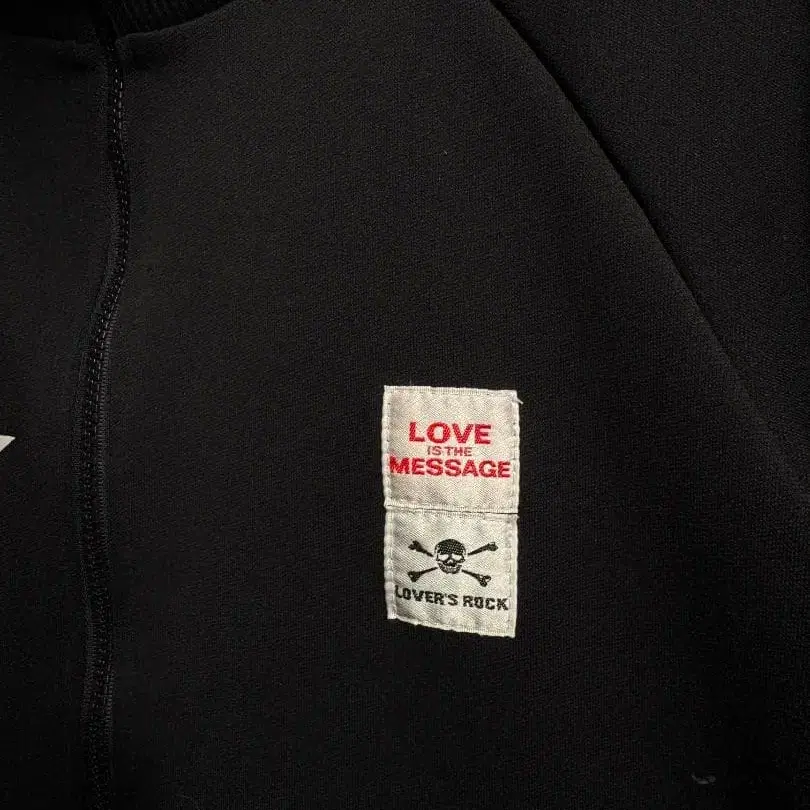 LOVE
IS THE
MESSAGE
LOVER'S ROCK